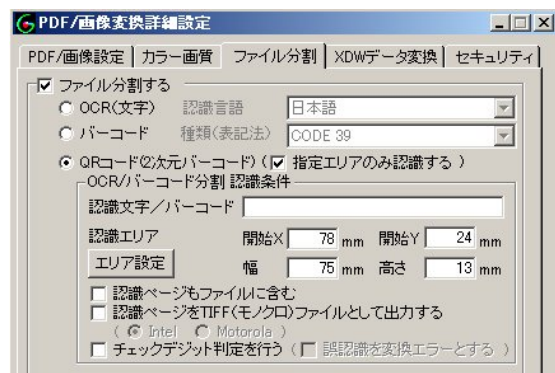 PDF/画像変換詳細設定
PDF/画像設定 カラー画質 ファイル分割 XDWデータ変換 セキュリティ
ファイル分割する
OCR(文字) 認識言語 日本語
バーコード 種類(表記法) CODE 39
QRコード(2次元バーコード) ( 指定エリアのみ認識する )
OCR/バーコード分割 認識条件
認識文字/バーコード
認識エリア 開始X 78 mm 開始Y 24 mm
エリア設定 幅 75 mm 高さ 13 mm
認識ページもファイルに含む
認識ページをTIFF(モノクロ)ファイルとして出力する
( Intel Motorola )
チェックデジット判定を行う ( 誤認識を変換エラーとする )